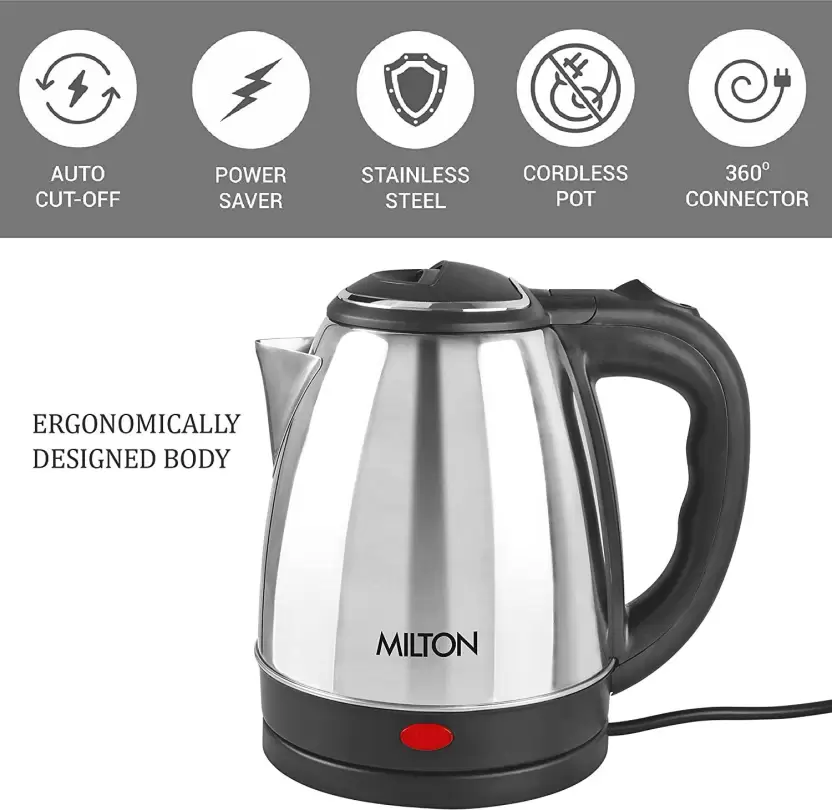 AUTO
CUT-OFF
POWER
SAVER
STAINLESS
STEEL
CORDLESS
POT
360°
CONNECTOR
ERGONOMICALLY
DESIGNED BODY
MILTON